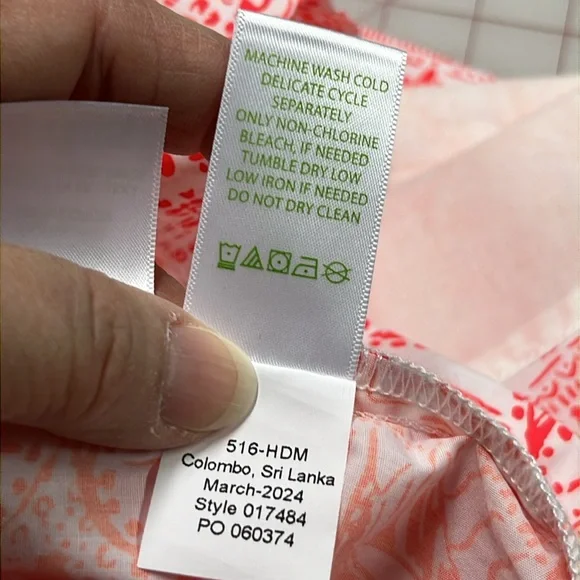 MACHINE WASH COLD
DELICATE CYCLE
SEPARATELY
ONLY NON-CHLORINE
BLEACH, IF NEEDED
TUMBLE DRY LOW
LOW IRON IF NEEDED
DO NOT DRY CLEAN
516-HDM
Colombo, Sri Lanka
March-2024
Style 017484
PO 060374